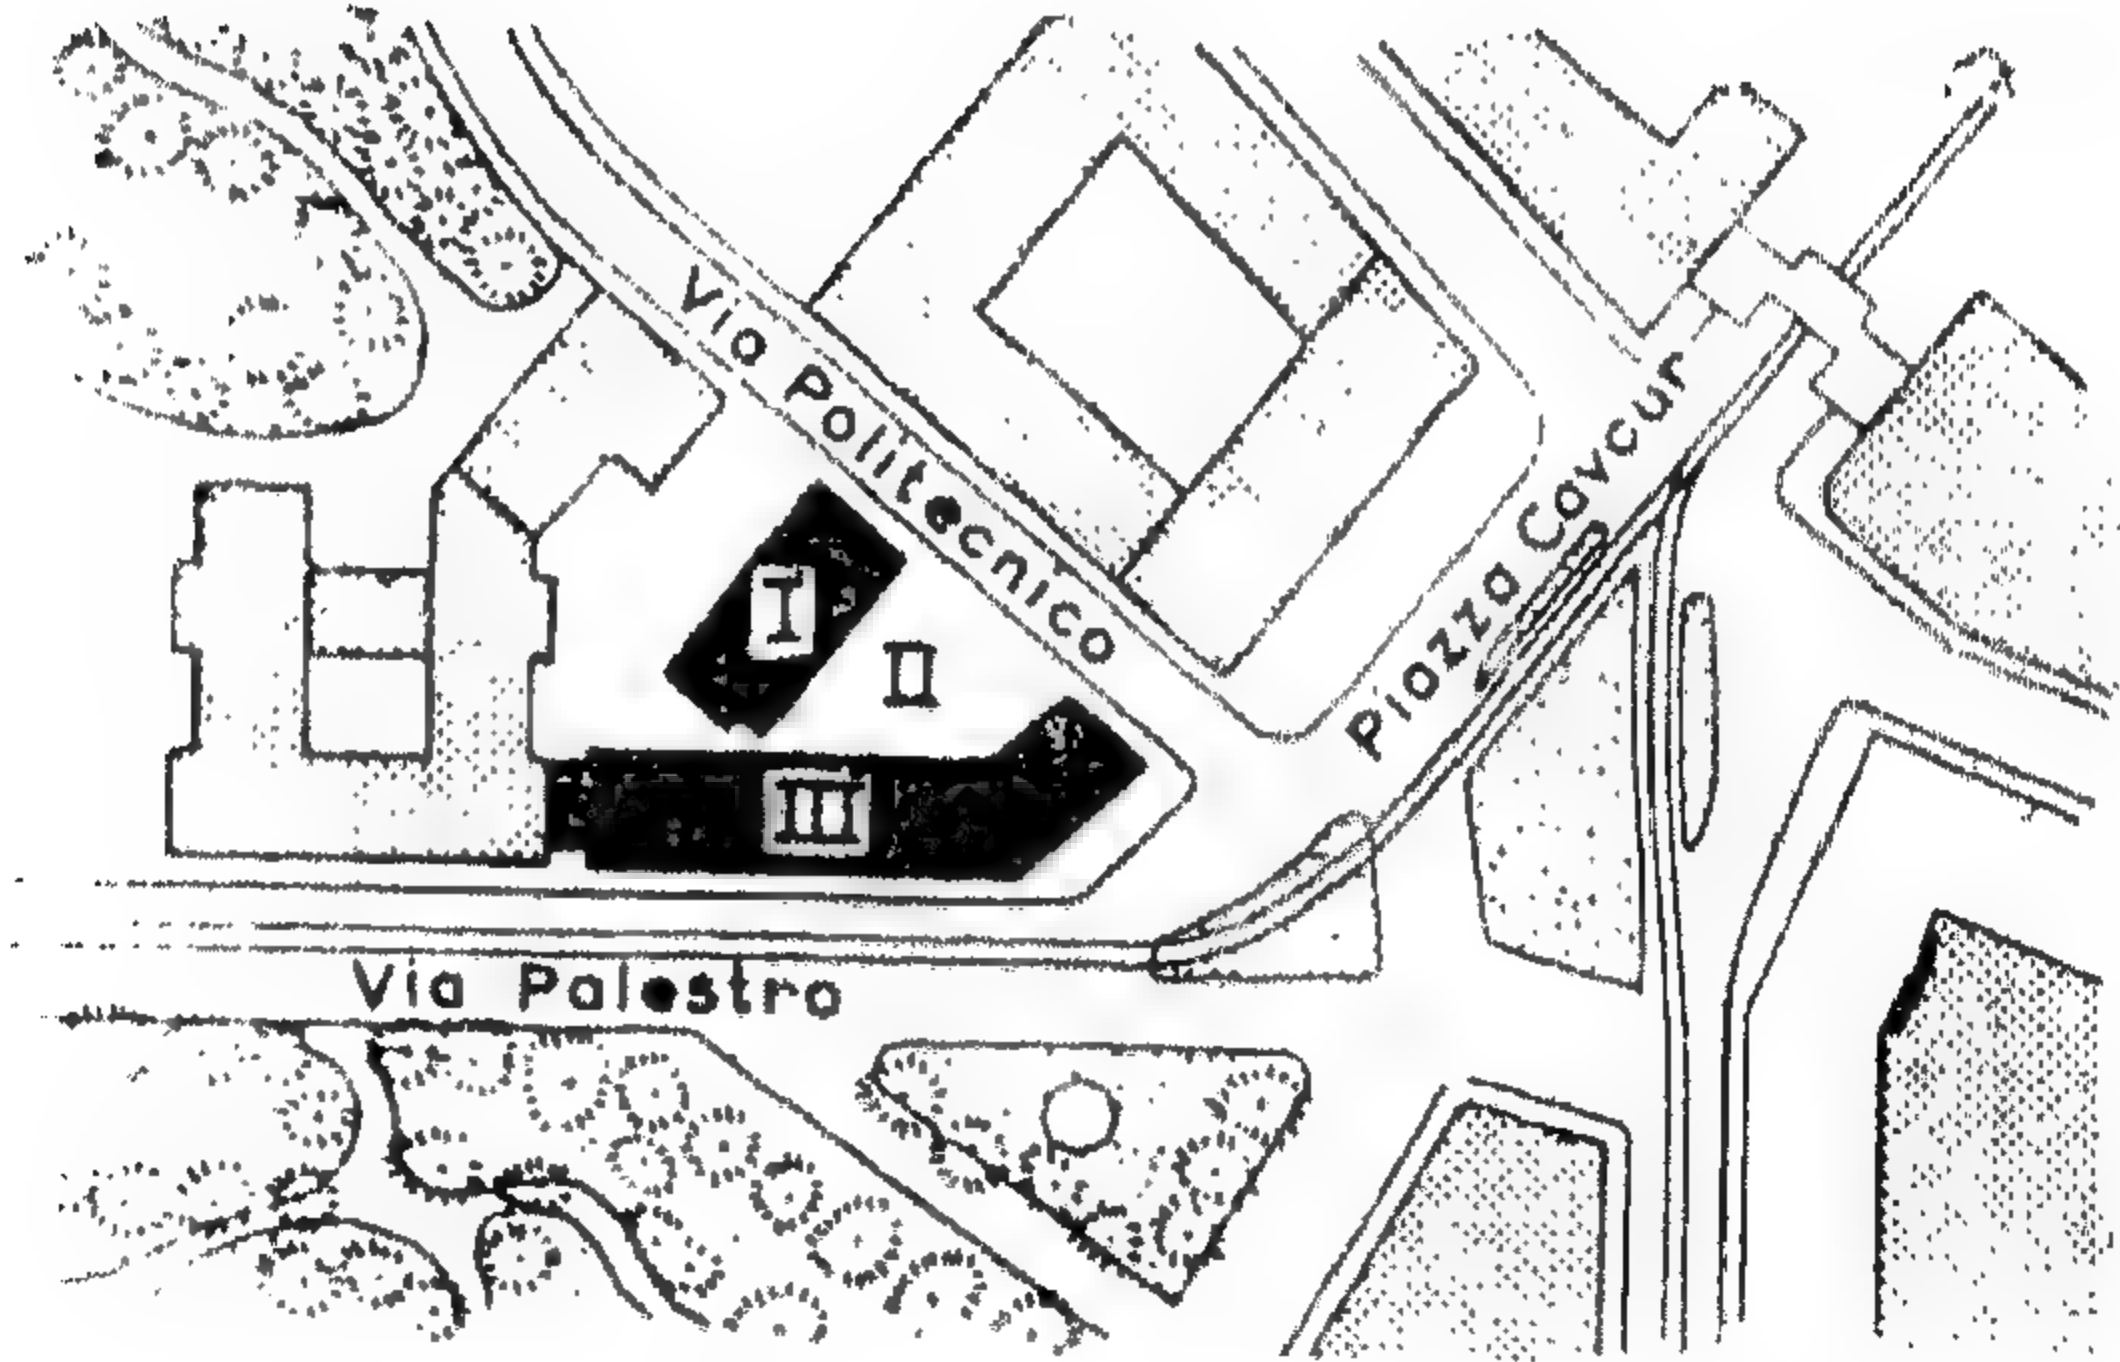 Via Politecnico
Piazza Cavour
I
II
III
Via Palestro